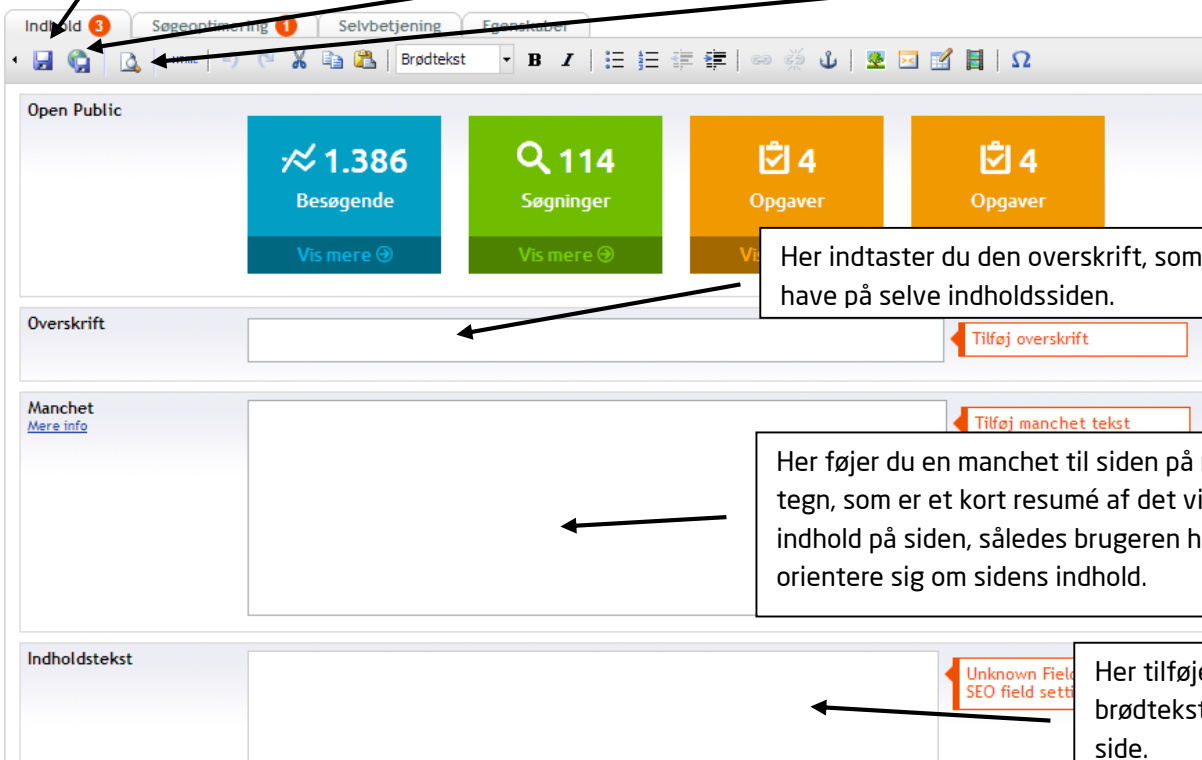 Indhold 3 Søgeoptimering 1 Selvbetjening Egenskaber
Brødtekst B I Ω
Open Public
1.386
Besøgende
Vis mere
114
Søgninger
Vis mere
4
Opgaver
4
Opgaver
Her indtaster du den overskrift, som
have på selve indholdssiden.
Overskrift
Tilføj overskrift
Manchet
Mere info
Tilføj manchet tekst
Her føjer du en manchet til siden på
tegn, som er et kort resumé af det
indhold på siden, således brugeren
orientere sig om sidens indhold.
Indholdstekst
Unknown
SEO field
Her
brødtekst
side.